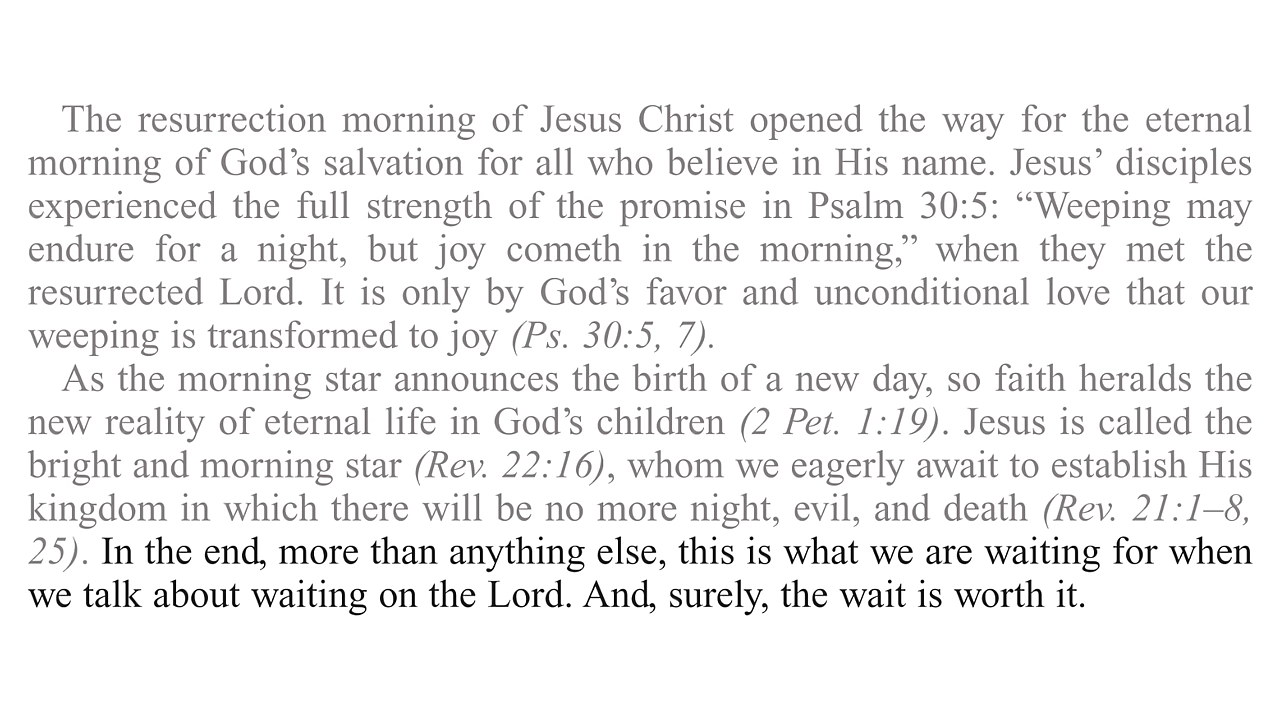 The resurrection morning of Jesus Christ opened the way for the eternal
morning of God’s salvation for all who believe in His name. Jesus’ disciples
experienced the full strength of the promise in Psalm 30:5: “Weeping may
endure for a night, but joy cometh in the morning,” when they met the
resurrected Lord. It is only by God’s favor and unconditional love that our
weeping is transformed to joy (Ps. 30:5, 7).
As the morning star announces the birth of a new day, so faith heralds the
new reality of eternal life in God’s children (2 Pet. 1:19). Jesus is called the
bright and morning star (Rev. 22:16), whom we eagerly await to establish His
kingdom in which there will be no more night, evil, and death (Rev. 21:1–8,
25). In the end, more than anything else, this is what we are waiting for when
we talk about waiting on the Lord. And, surely, the wait is worth it.